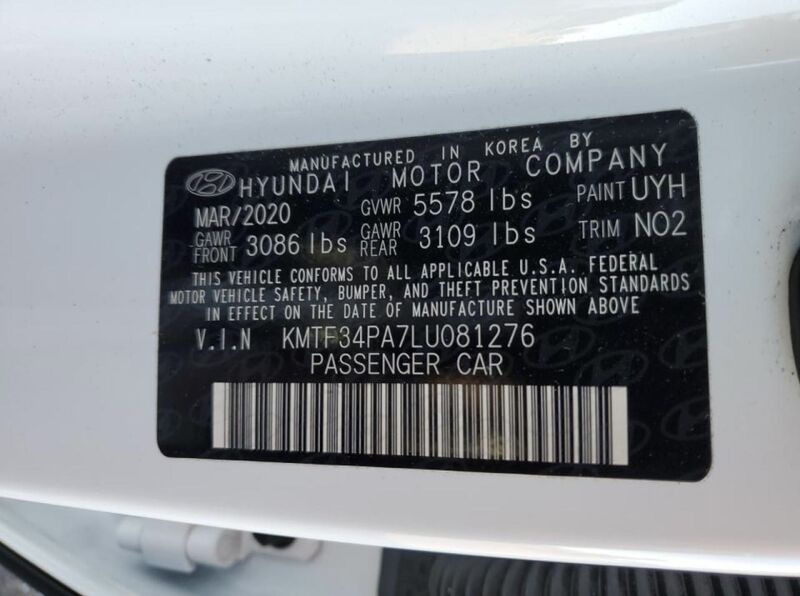 MANUFACTURED IN KOREA BY
HYUNDAI MOTOR COMPANY
MAR/2020 GVWR 5578 lbs PAINT UYH
GAWR FRONT 3086 lbs GAWR REAR 3109 lbs TRIM NO2
THIS VEHICLE CONFORMS TO ALL APPLICABLE U.S.A. FEDERAL
MOTOR VEHICLE SAFETY, BUMPER, AND THEFT PREVENTION STANDARDS
IN EFFECT ON THE DATE OF MANUFACTURE SHOWN ABOVE
V.I.N KMTF34PA7LU081276
PASSENGER CAR